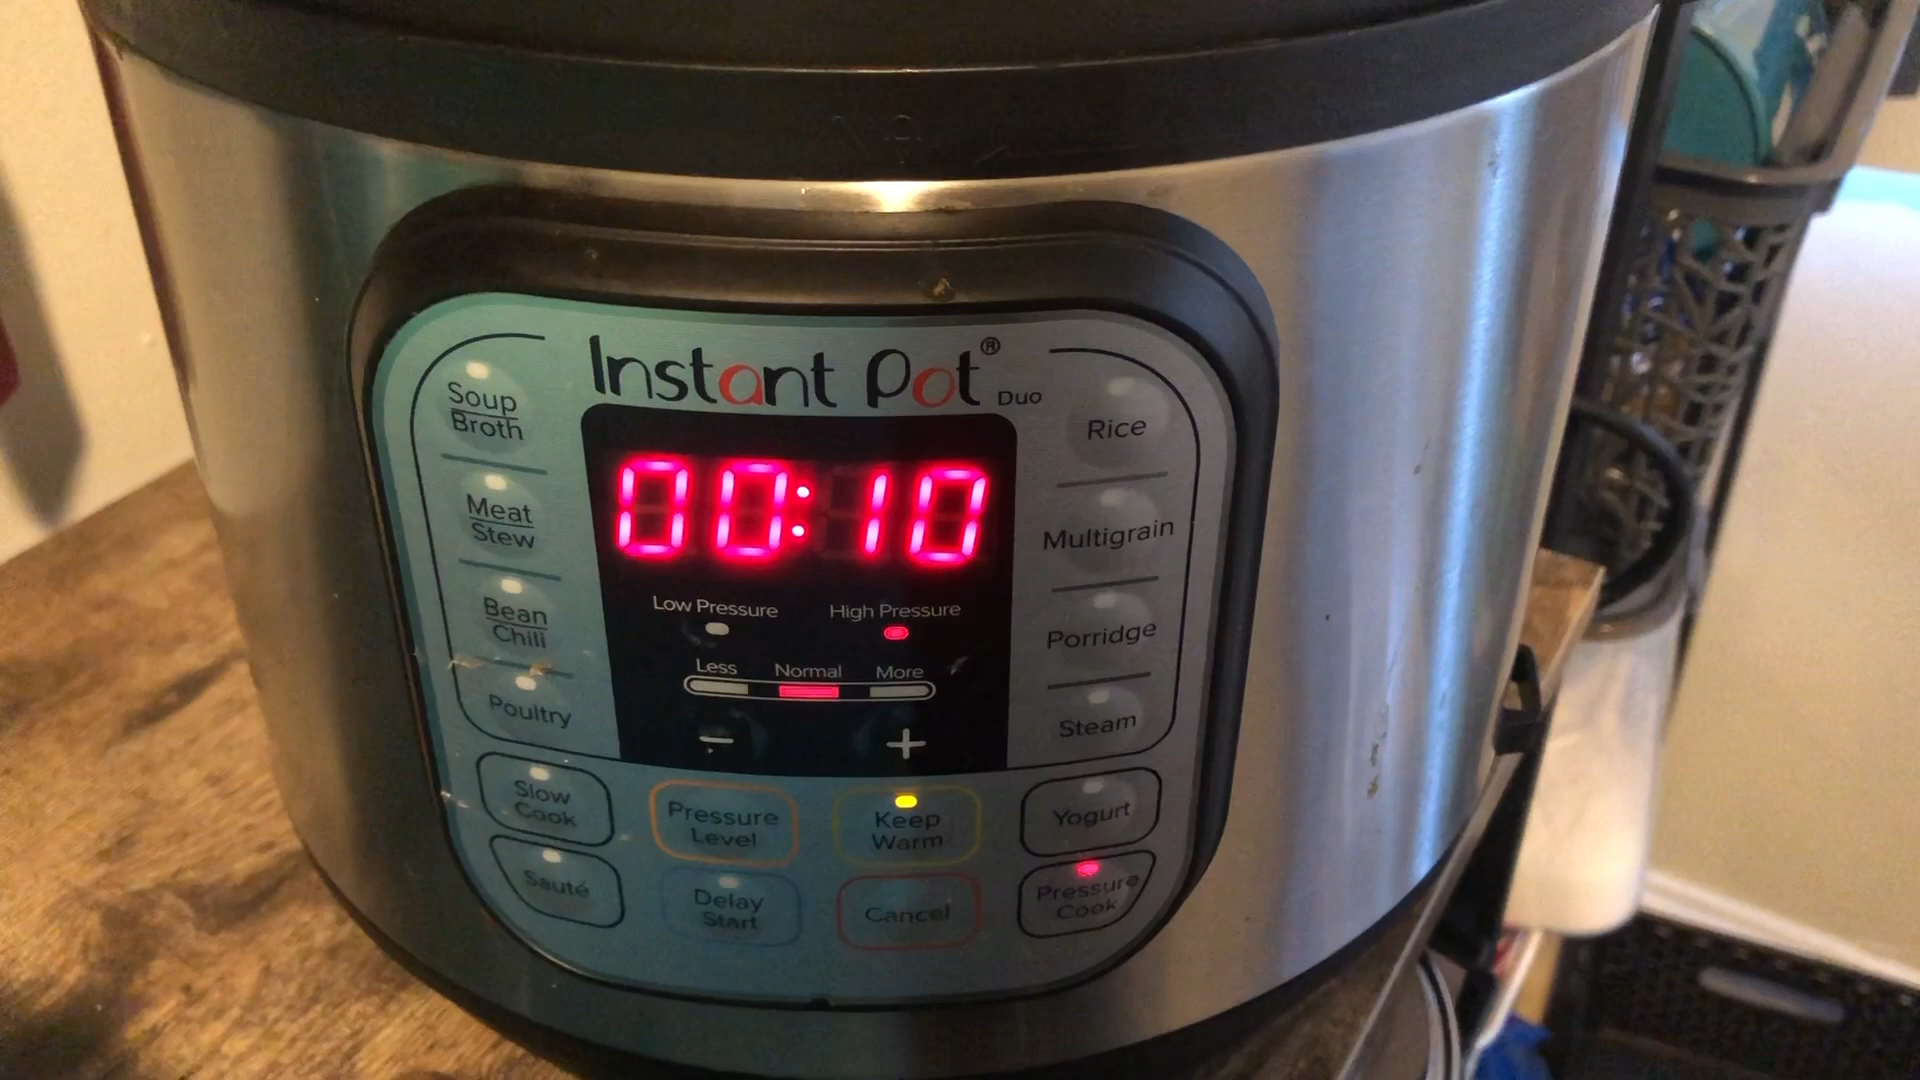 Instant Pot® Duo
00:10
Soup
Broth
Meat
Stew
Bean
Chili
Poultry
Low Pressure
High Pressure
Less
Normal
More
−
+
Rice
Multigrain
Porridge
Steam
Slow
Cook
Pressure
Level
Keep
Warm
Yogurt
Sauté
Delay
Start
Cancel
Pressure
Cook